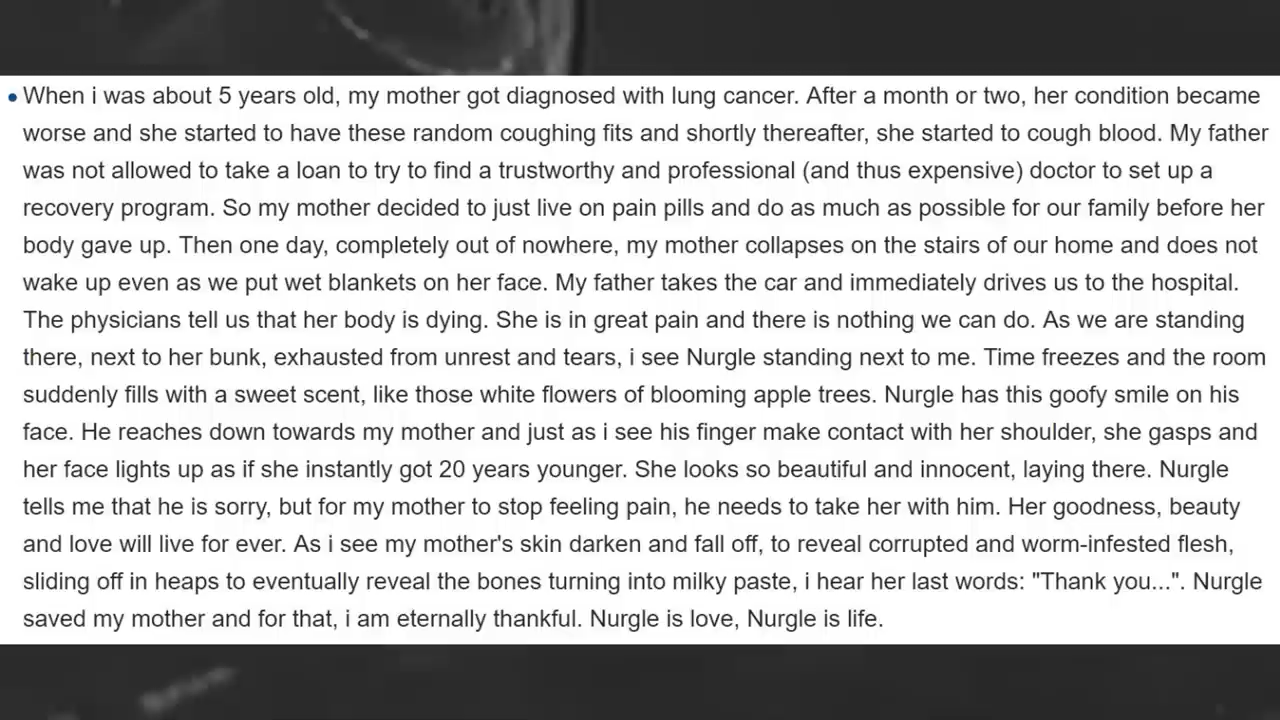 • When i was about 5 years old, my mother got diagnosed with lung cancer. After a month or two, her condition became
worse and she started to have these random coughing fits and shortly thereafter, she started to cough blood. My father
was not allowed to take a loan to try to find a trustworthy and professional (and thus expensive) doctor to set up a
recovery program. So my mother decided to just live on pain pills and do as much as possible for our family before her
body gave up. Then one day, completely out of nowhere, my mother collapses on the stairs of our home and does not
wake up even as we put wet blankets on her face. My father takes the car and immediately drives us to the hospital.
The physicians tell us that her body is dying. She is in great pain and there is nothing we can do. As we are standing
there, next to her bunk, exhausted from unrest and tears, i see Nurgle standing next to me. Time freezes and the room
suddenly fills with a sweet scent, like those white flowers of blooming apple trees. Nurgle has this goofy smile on his
face. He reaches down towards my mother and just as i see his finger make contact with her shoulder, she gasps and
her face lights up as if she instantly got 20 years younger. She looks so beautiful and innocent, laying there. Nurgle
tells me that he is sorry, but for my mother to stop feeling pain, he needs to take her with him. Her goodness, beauty
and love will live for ever. As i see my mother's skin darken and fall off, to reveal corrupted and worm-infested flesh,
sliding off in heaps to eventually reveal the bones turning into milky paste, i hear her last words: "Thank you...". Nurgle
saved my mother and for that, i am eternally thankful. Nurgle is love, Nurgle is life.